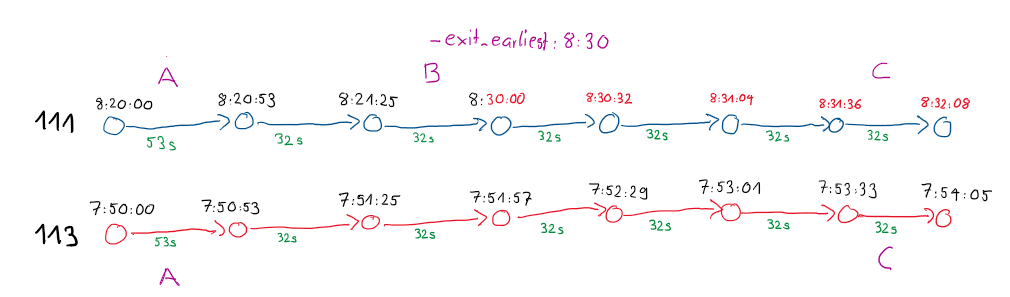 -exit_earliest: 8:30
A B C
8:20:00 8:20:53 8:21:25 8:30:00 8:30:32 8:31:04 8:31:36 8:32:08
111
53s 32s 32s 32s 32s 32s 32s
7:50:00 7:50:53 7:51:25 7:51:57 7:52:29 7:53:01 7:53:33 7:54:05
113
53s 32s 32s 32s 32s 32s 32s
A C